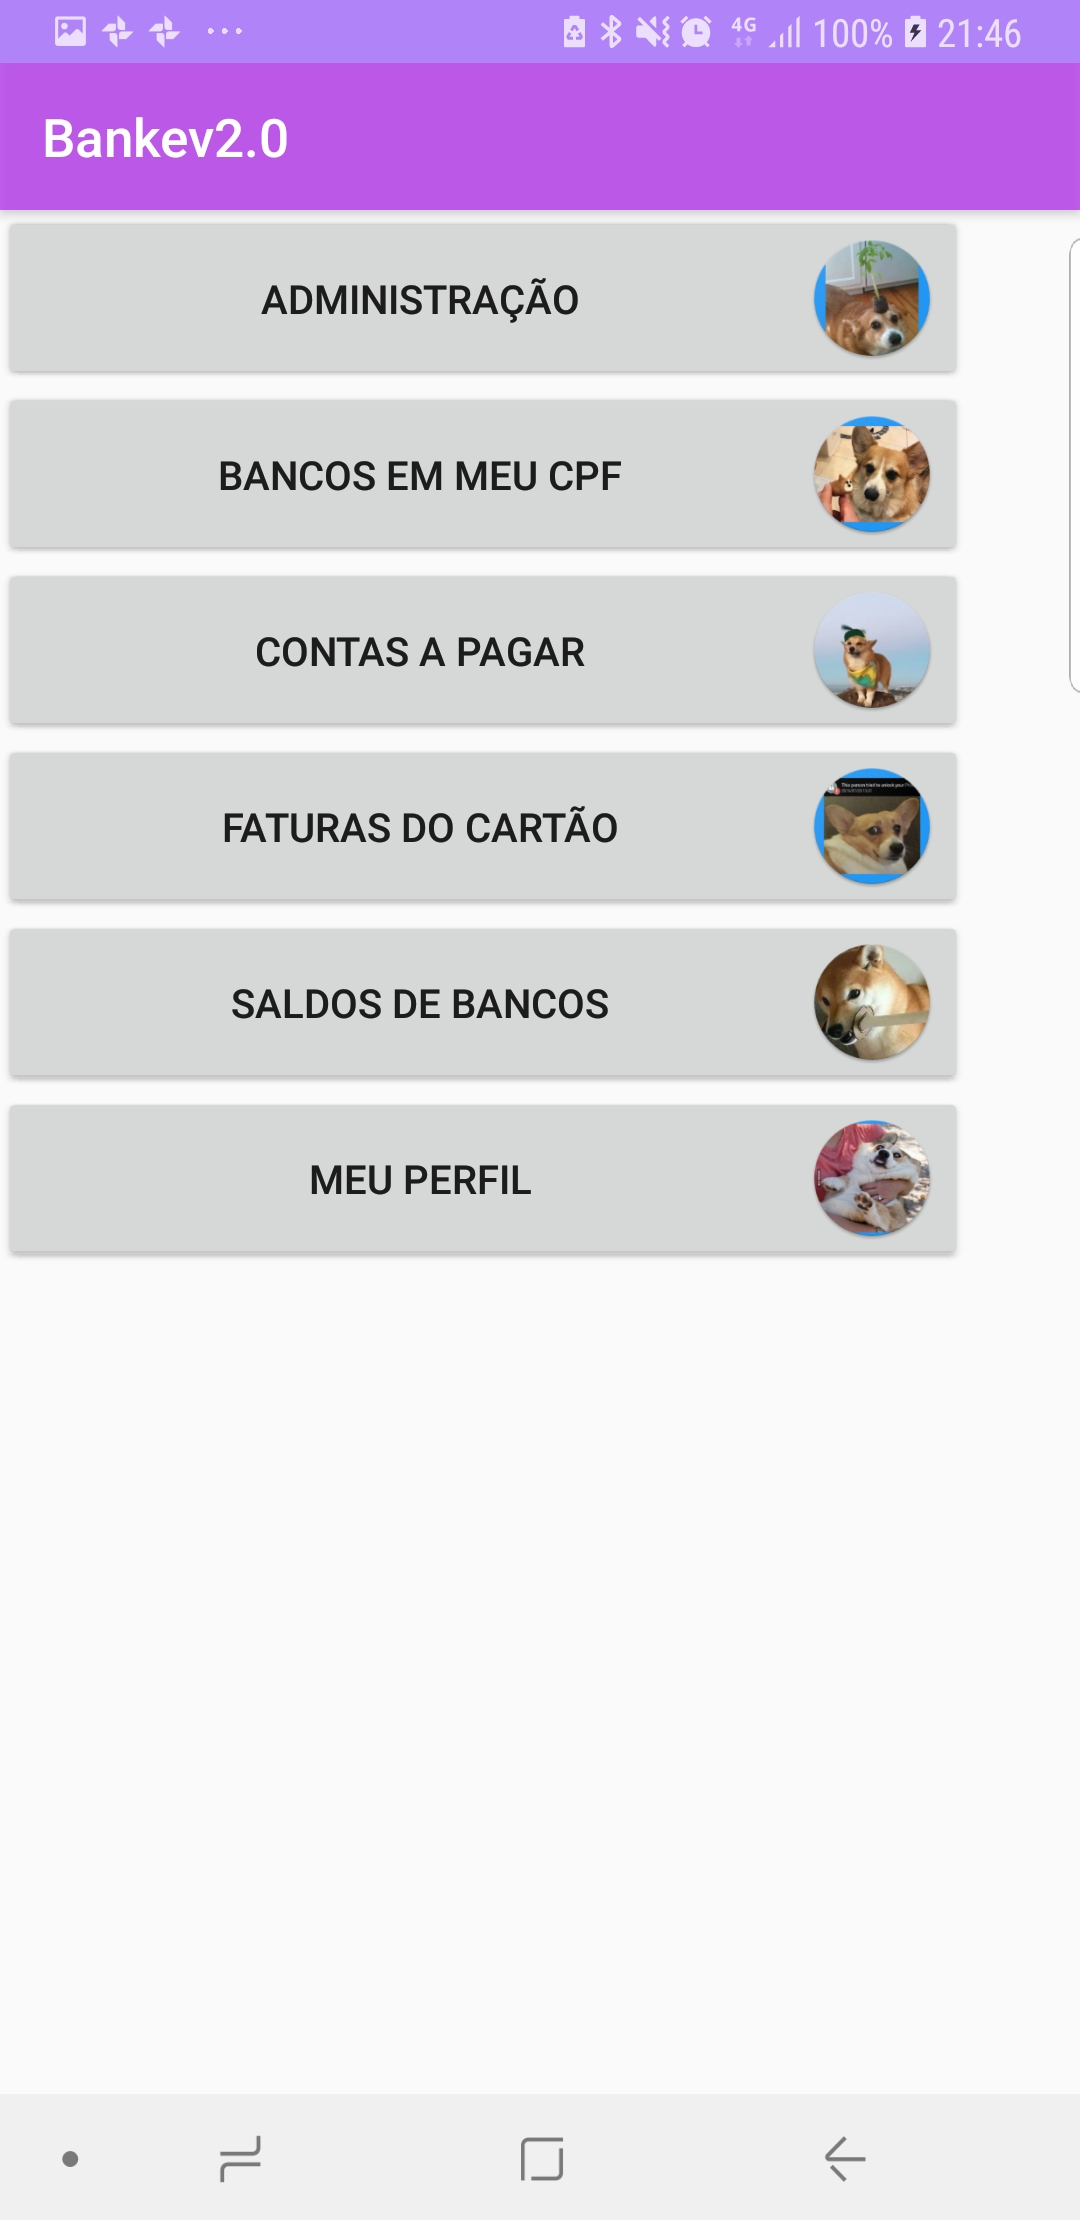 4G 100% 21:46
Bankev2.0
ADMINISTRAÇÃO
BANCOS EM MEU CPF
CONTAS A PAGAR
FATURAS DO CARTÃO
SALDOS DE BANCOS
MEU PERFIL